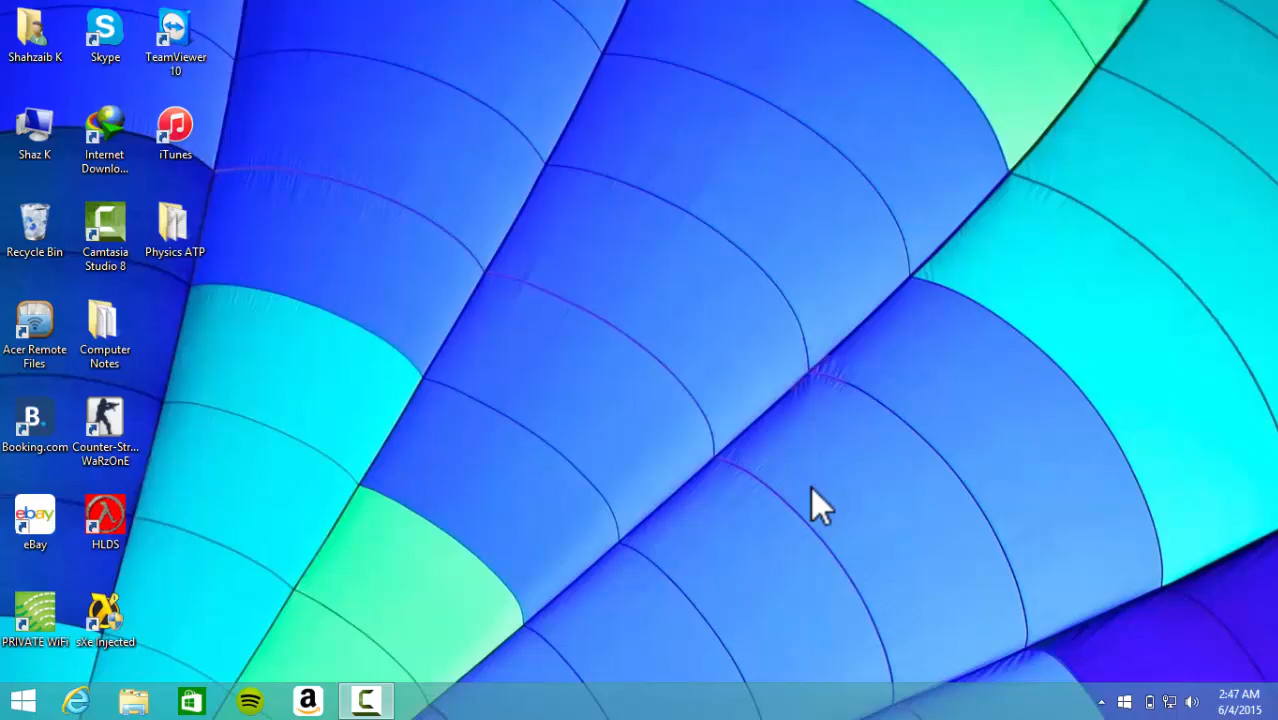 Shahzaib K
Skype
TeamViewer
10
Shaz K
Internet
Downlo...
iTunes
Recycle Bin
Camtasia
Studio 8
Physics ATP
Acer Remote
Files
Computer
Notes
B.
Booking.com
Counter-Str...
WaRzOnE
ebay
eBay
HLDS
PRIVATE WiFi
sXe Injected
a
2:47 AM
6/4/2015